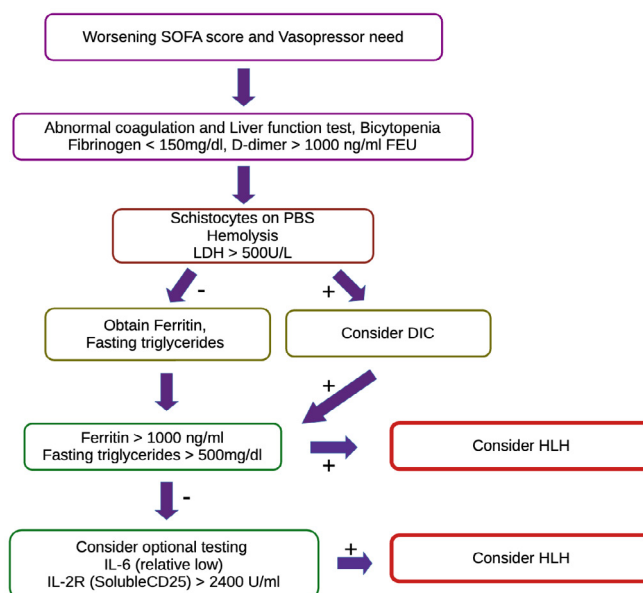 Worsening SOFA score and Vasopressor need
Abnormal coagulation and Liver function test, Bicytopenia
Fibrinogen < 150mg/dl, D-dimer > 1000 ng/ml FEU
Schistocytes on PBS
Hemolysis
LDH > 500U/L
-
+
Obtain Ferritin,
Fasting triglycerides
Consider DIC
+
Ferritin > 1000 ng/ml
Fasting triglycerides > 500mg/dl
+
Consider HLH
-
Consider optional testing
IL-6 (relative low)
IL-2R (SolubleCD25) > 2400 U/ml
+
Consider HLH